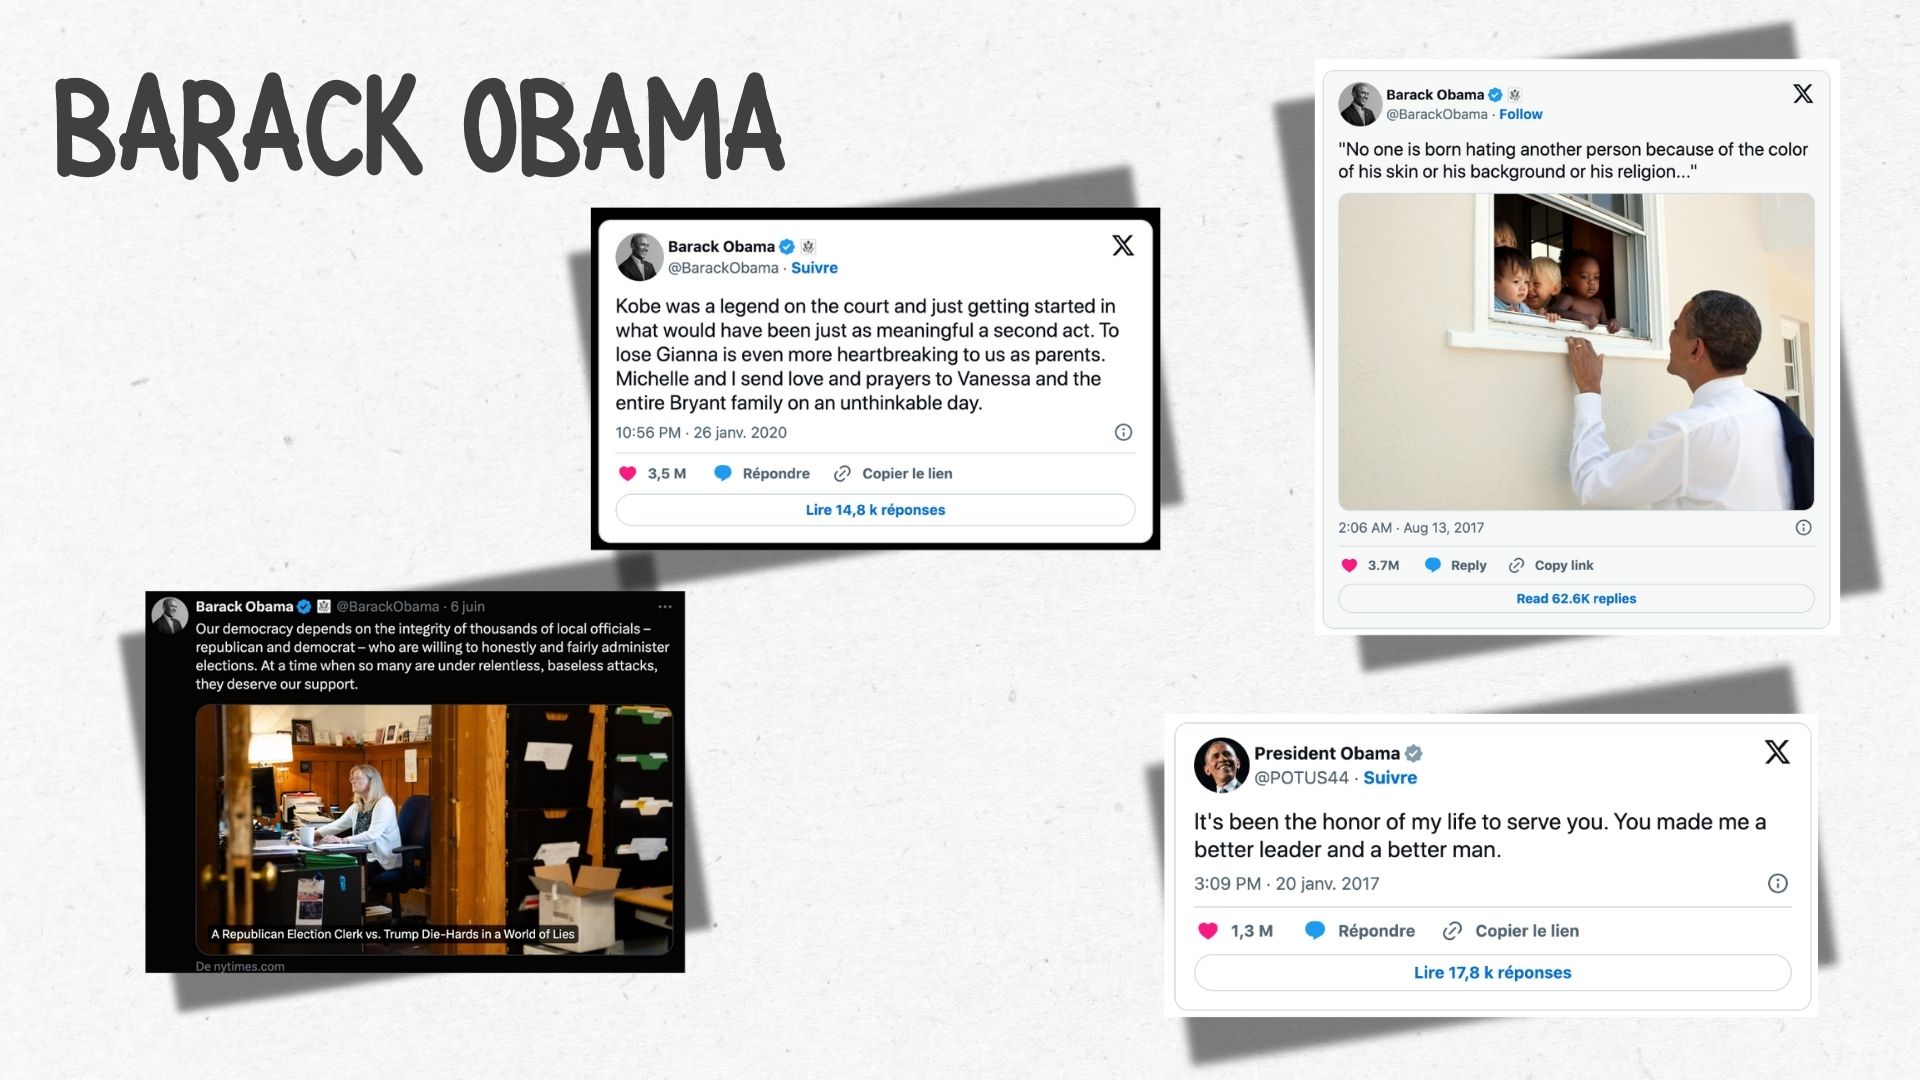 BARACK OBAMA
Barack Obama
@BarackObama · Suivre
Kobe was a legend on the court and just getting started in
what would have been just as meaningful a second act. To
lose Gianna is even more heartbreaking to us as parents.
Michelle and I send love and prayers to Vanessa and the
entire Bryant family on an unthinkable day.
10:56 PM · 26 janv. 2020
3,5 M Répondre Copier le lien
Lire 14,8 k réponses
Barack Obama
@BarackObama · Follow
"No one is born hating another person because of the color
of his skin or his background or his religion..."
2:06 AM · Aug 13, 2017
3.7M Reply Copy link
Read 62.6K replies
Barack Obama @BarackObama · 6 juin
Our democracy depends on the integrity of thousands of local officials –
republican and democrat – who are willing to honestly and fairly administer
elections. At a time when so many are under relentless, baseless attacks,
they deserve our support.
A Republican Election Clerk vs. Trump Die-Hards in a World of Lies
De nytimes.com
President Obama
@POTUS44 · Suivre
It's been the honor of my life to serve you. You made me a
better leader and a better man.
3:09 PM · 20 janv. 2017
1,3 M Répondre Copier le lien
Lire 17,8 k réponses